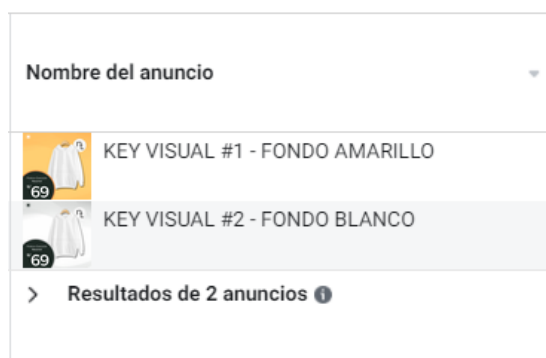 Nombre del anuncio
KEY VISUAL #1 - FONDO AMARILLO
69
KEY VISUAL #2 - FONDO BLANCO
69
Resultados de 2 anuncios